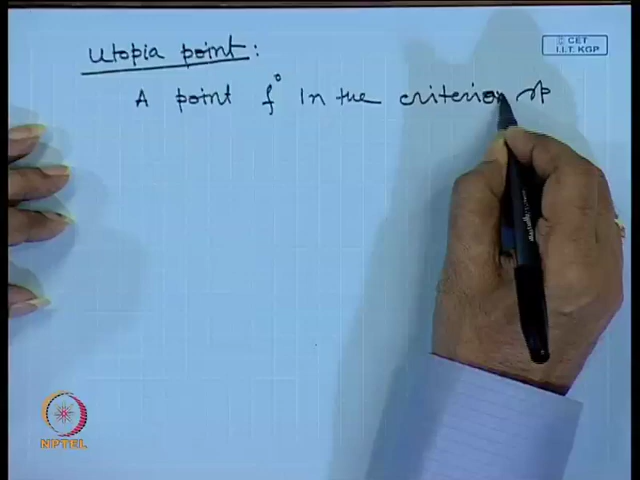 © CET
I.I.T. KGP
Utopia point :
A point f° in the criterion sp
NPTEL